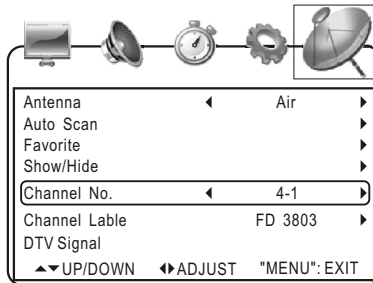 Antenna ◀ Air ▶
Auto Scan ▶
Favorite ▶
Show/Hide ▶
Channel No. ◀ 4-1 ▶
Channel Lable FD 3803 ▶
DTV Signal
▲▼UP/DOWN ◀▶ADJUST "MENU": EXIT